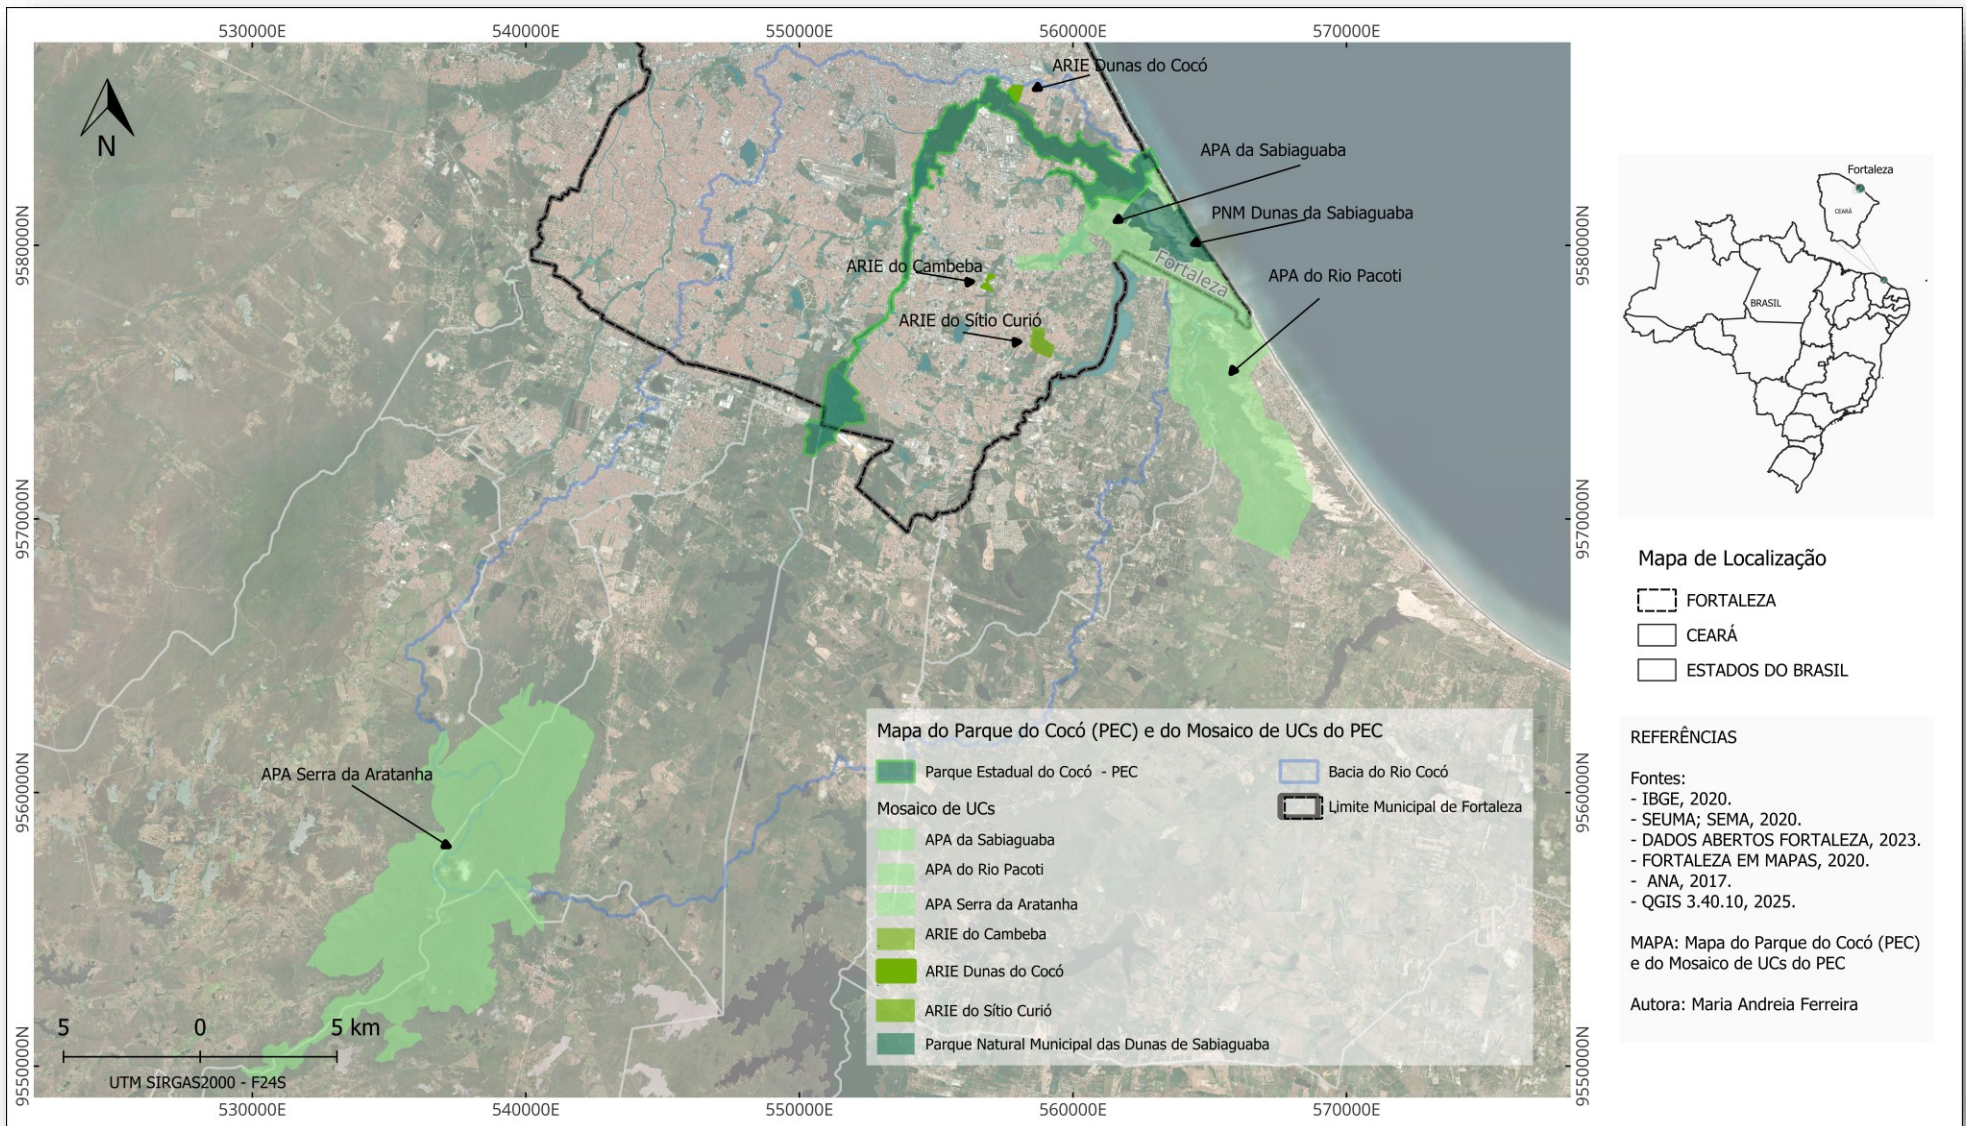 530000E
540000E
550000E
560000E
570000E
N
ARIE Dunas do Cocó
APA da Sabiaguaba
PNM Dunas da Sabiaguaba
ARIE do Cambeba
Fortaleza
APA do Rio Pacoti
ARIE do Sítio Curió
APA Serra da Aratanha
9580000N
9570000N
9560000N
9550000N
9580000N
9570000N
9560000N
9550000N
5 0 5 km
UTM SIRGAS2000 - F24S
530000E
540000E
550000E
560000E
570000E
Mapa do Parque do Cocó (PEC) e do Mosaico de UCs do PEC
Parque Estadual do Cocó - PEC
Mosaico de UCs
APA da Sabiaguaba
APA do Rio Pacoti
APA Serra da Aratanha
ARIE do Cambeba
ARIE Dunas do Cocó
ARIE do Sítio Curió
Parque Natural Municipal das Dunas de Sabiaguaba
Bacia do Rio Cocó
Limite Municipal de Fortaleza
Fortaleza
CEARÁ
BRASIL
Mapa de Localização
FORTALEZA
CEARÁ
ESTADOS DO BRASIL
REFERÊNCIAS
Fontes:
- IBGE, 2020.
- SEUMA; SEMA, 2020.
- DADOS ABERTOS FORTALEZA, 2023.
- FORTALEZA EM MAPAS, 2020.
- ANA, 2017.
- QGIS 3.40.10, 2025.
MAPA: Mapa do Parque do Cocó (PEC)
e do Mosaico de UCs do PEC
Autora: Maria Andreia Ferreira